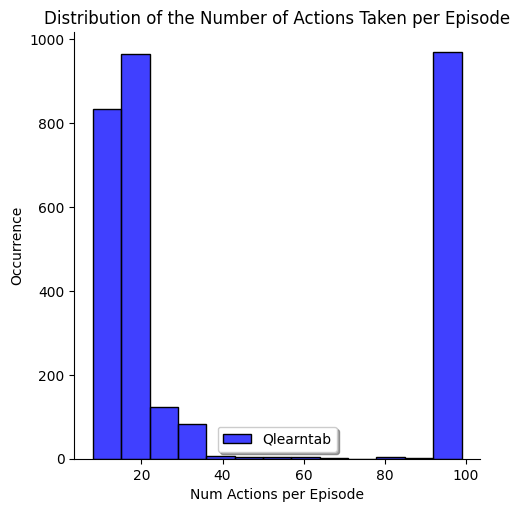 Distribution of the Number of Actions Taken per Episode
1000
800
600
400
200
0
Occurrence
Qlearntab
20 40 60 80 100
Num Actions per Episode